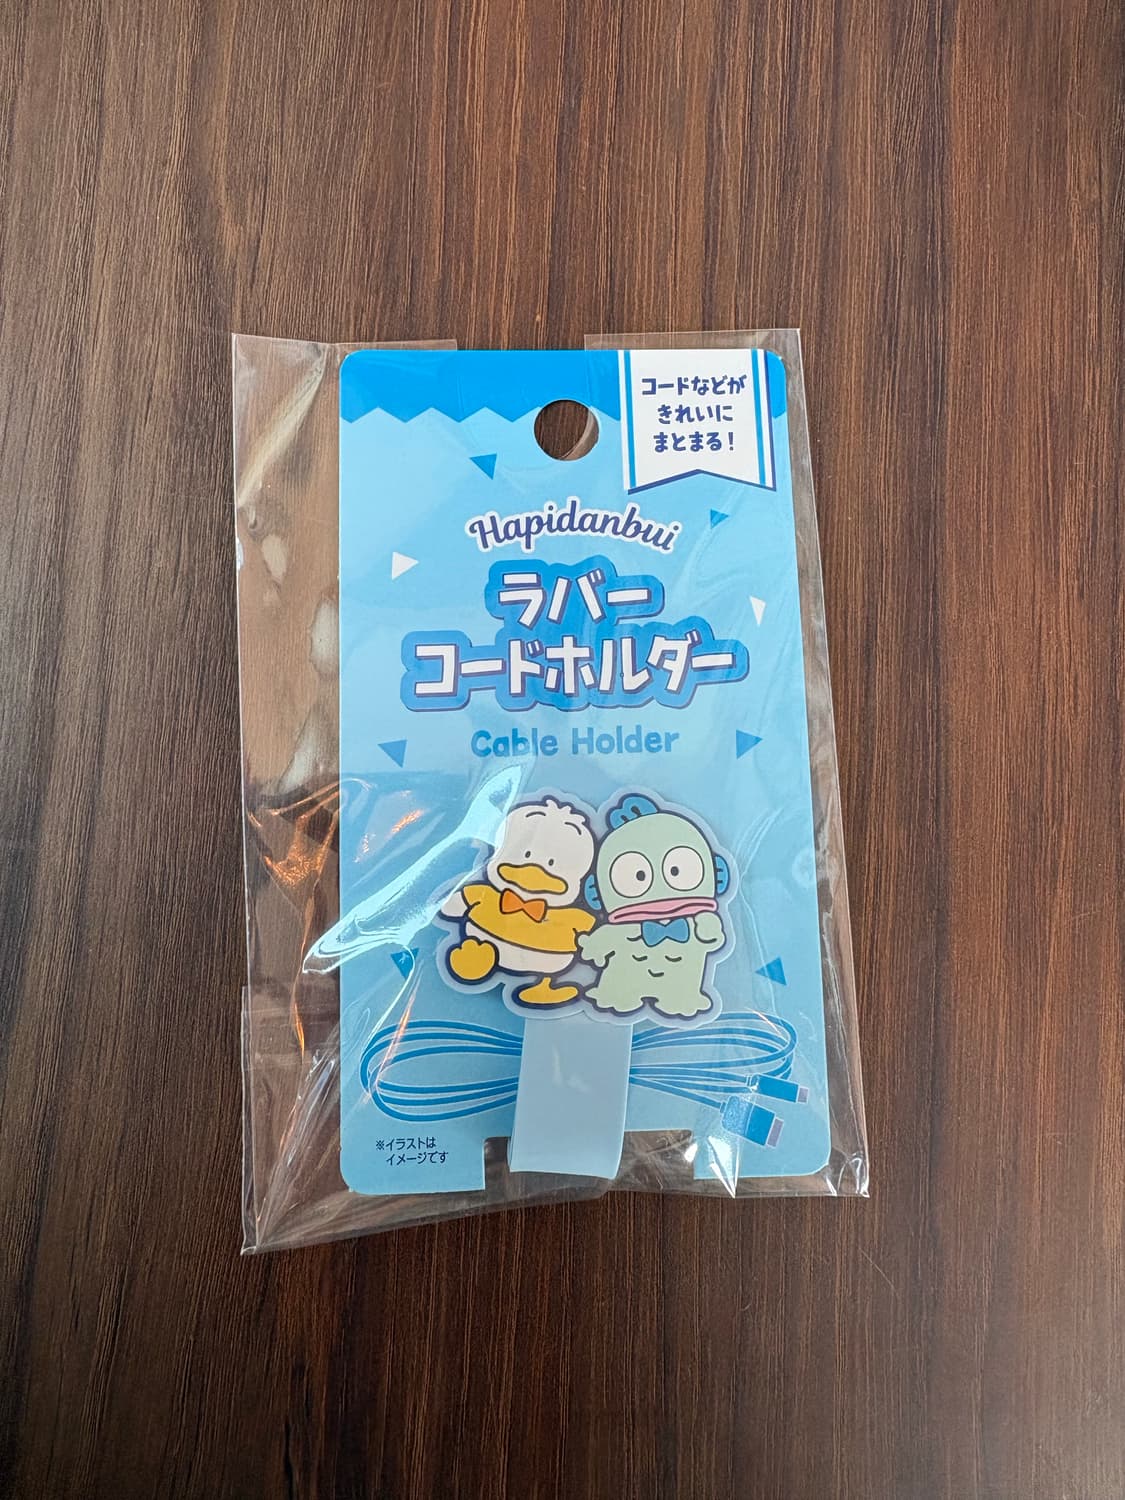 コードなどが
きれいに
まとまる!
Hapidanbui
ラバー
コードホルダー
Cable Holder
※イラストは
イメージです